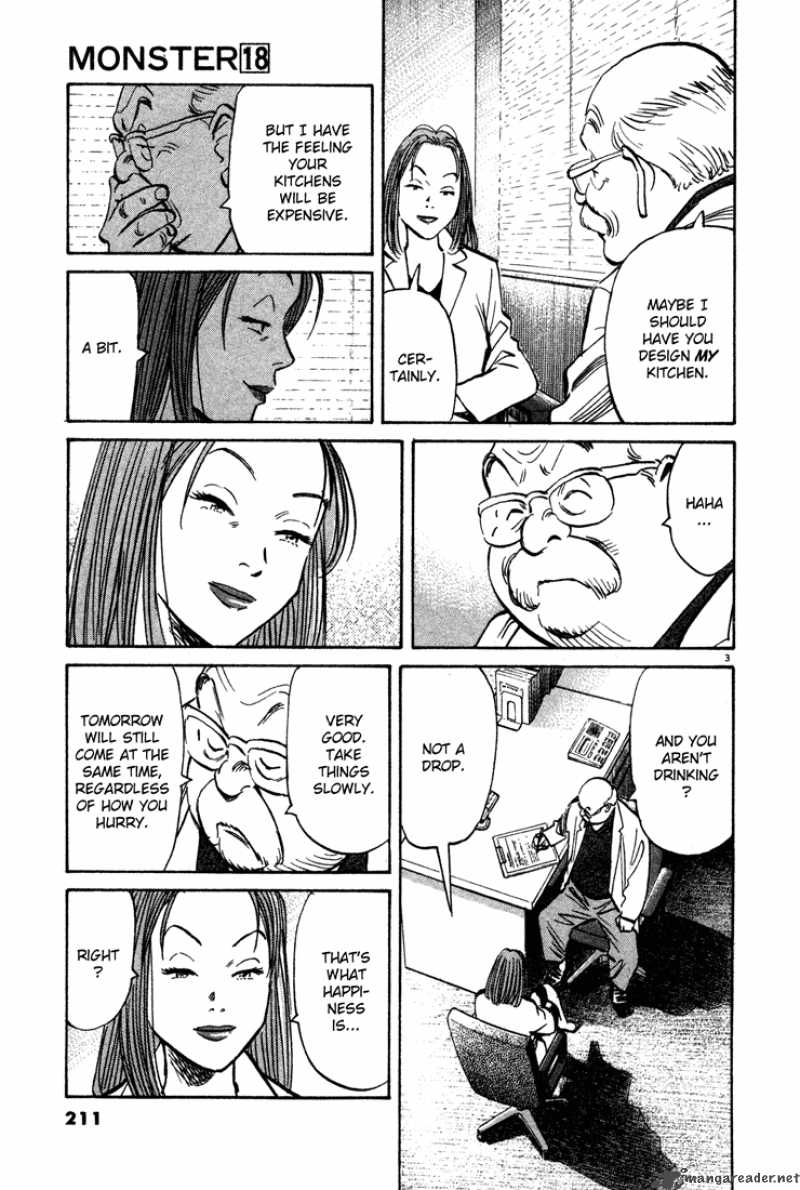 MONSTER 18
MAYBE I
SHOULD
HAVE YOU
DESIGN MY
KITCHEN.
CER-
TAINLY.
BUT I HAVE
THE FEELING
YOUR
KITCHENS
WILL BE
EXPENSIVE.
A BIT.
HAHA
...
3
AND YOU
AREN'T
DRINKING
?
NOT A
DROP.
VERY
GOOD.
TAKE
THINGS
SLOWLY.
TOMORROW
WILL STILL
COME AT THE
SAME TIME,
REGARDLESS
OF HOW YOU
HURRY.
THAT'S
WHAT
HAPPI-
NESS
IS...
RIGHT
?
211
mangareader.net